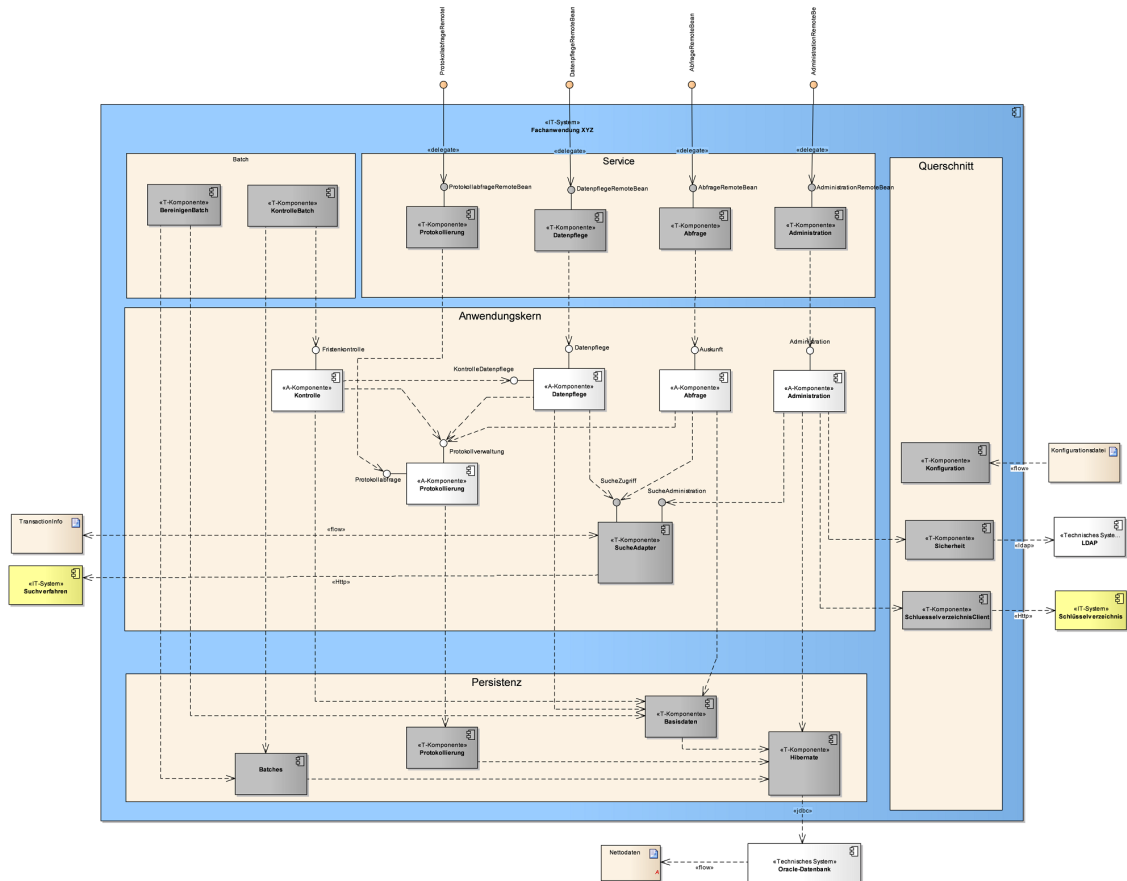 ProtokollabfrageRemoteI
DatenpflegeRemoteBean
AbfrageRemoteBean
AdministrationRemoteBe
«IT-System»
Fachanwendung XYZ
«delegate»
«delegate»
«delegate»
«delegate»
Batch
Service
Querschnitt
«T-Komponente»
BereinigenBatch
«T-Komponente»
KontrolleBatch
ProtokollabfrageRemoteBean
DatenpflegeRemoteBean
AbfrageRemoteBean
AdministrationRemoteBean
«T-Komponente»
Protokollierung
«T-Komponente»
Datenpflege
«T-Komponente»
Abfrage
«T-Komponente»
Administration
Anwendungskern
Fristenkontrolle
Datenpflege
Auskunft
Administration
KontrolleDatenpflege
«A-Komponente»
Kontrolle
«A-Komponente»
Datenpflege
«A-Komponente»
Abfrage
«A-Komponente»
Administration
Protokollverwaltung
Protokollabfrage
«A-Komponente»
Protokollierung
SucheZugriff
SucheAdministration
«T-Komponente»
Konfiguration
«flow»
Konfigurationsdatei
TransactionInfo
«flow»
«T-Komponente»
SucheAdapter
«T-Komponente»
Sicherheit
«ldap»
«Technisches Syste...
LDAP
«IT-System»
Suchverfahren
«Http»
«T-Komponente»
SchluesselverzeichnisClient
«Http»
«IT-System»
Schlüsselverzeichnis
Persistenz
«T-Komponente»
Basisdaten
«T-Komponente»
Protokollierung
«T-Komponente»
Hibernate
Batches
«jdbc»
Nettodaten
A
«flow»
«Technisches System»
Oracle-Datenbank